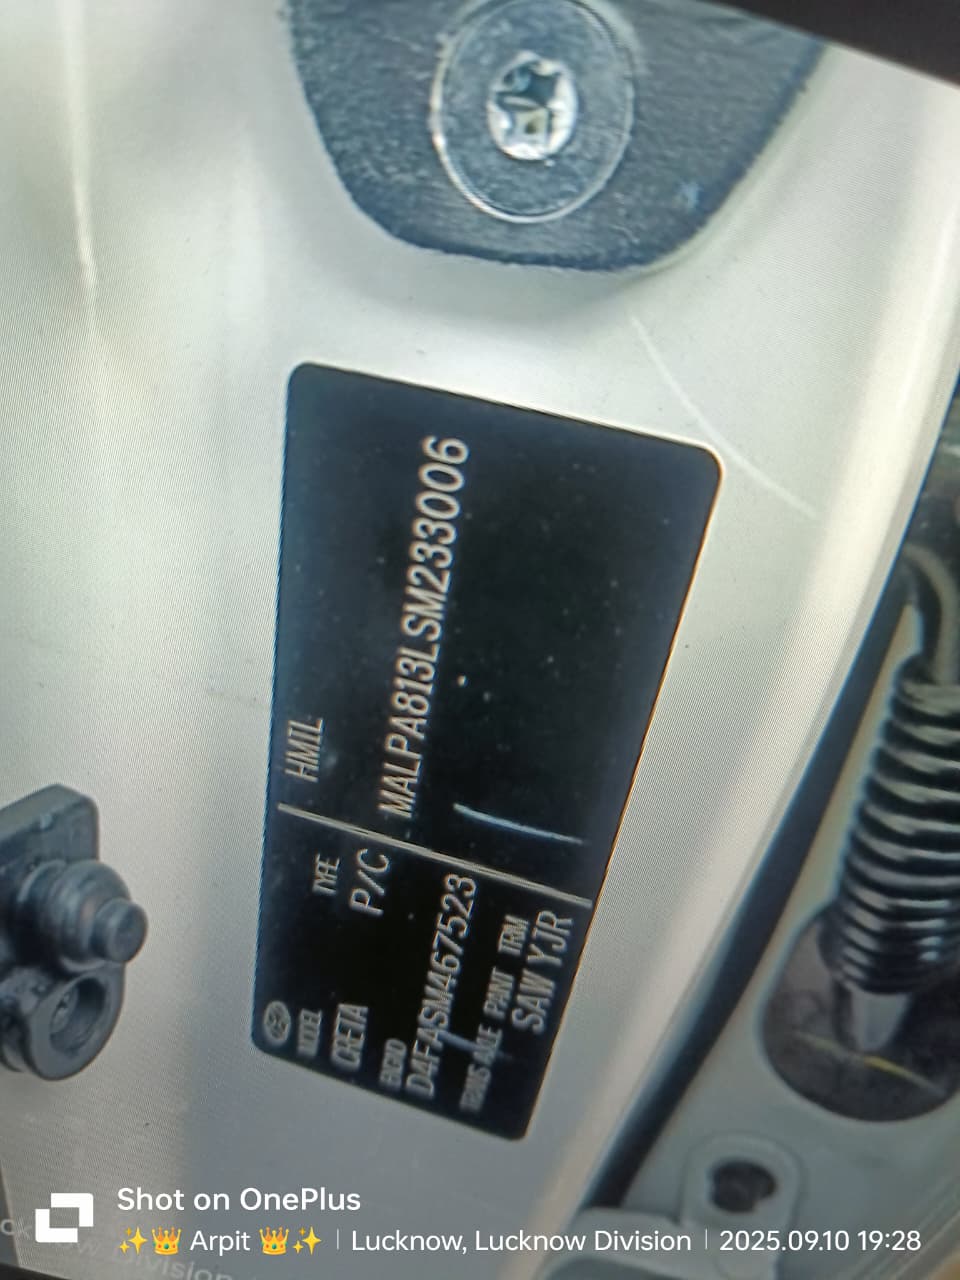 HMIL
MALPA813LSM233006
MODEL TYPE
CRETA P/C
ENGNO
D4FASM467523
TRANS AXLE PAINT TRIM
SAW YJR
Shot on OnePlus
✨👑 Arpit 👑✨ | Lucknow, Lucknow Division | 2025.09.10 19:28